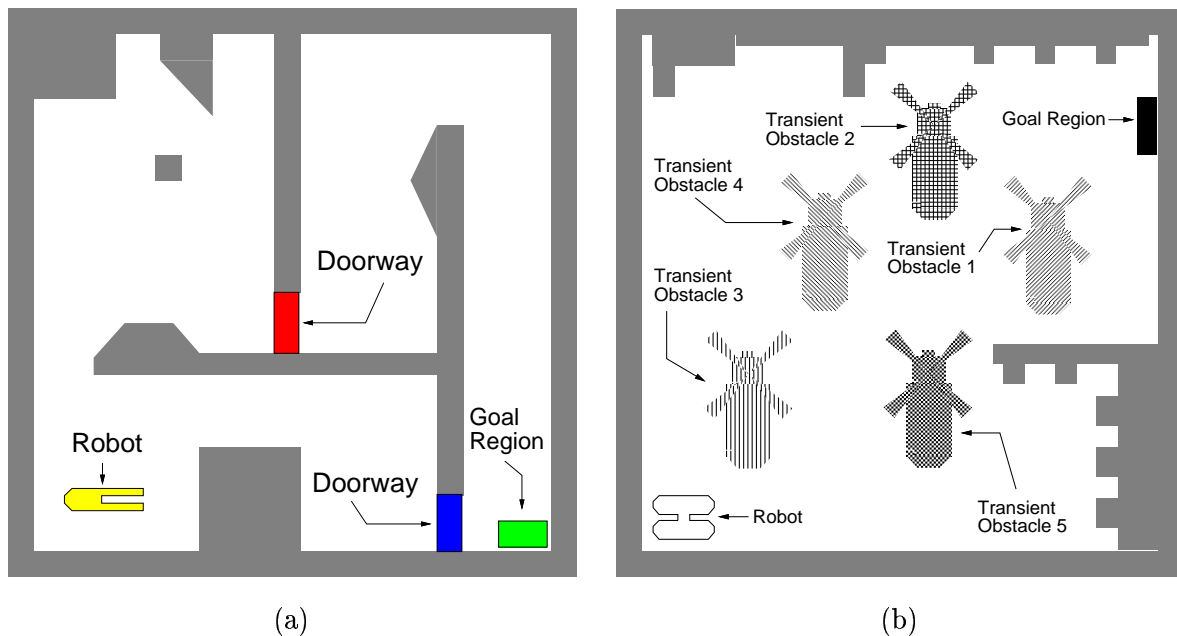 Doorway
Robot
Doorway
Goal
Region
Transient
Obstacle 2
Goal Region
Transient
Obstacle 4
Transient
Obstacle 1
Transient
Obstacle 3
Robot
Transient
Obstacle 5
(a)
(b)